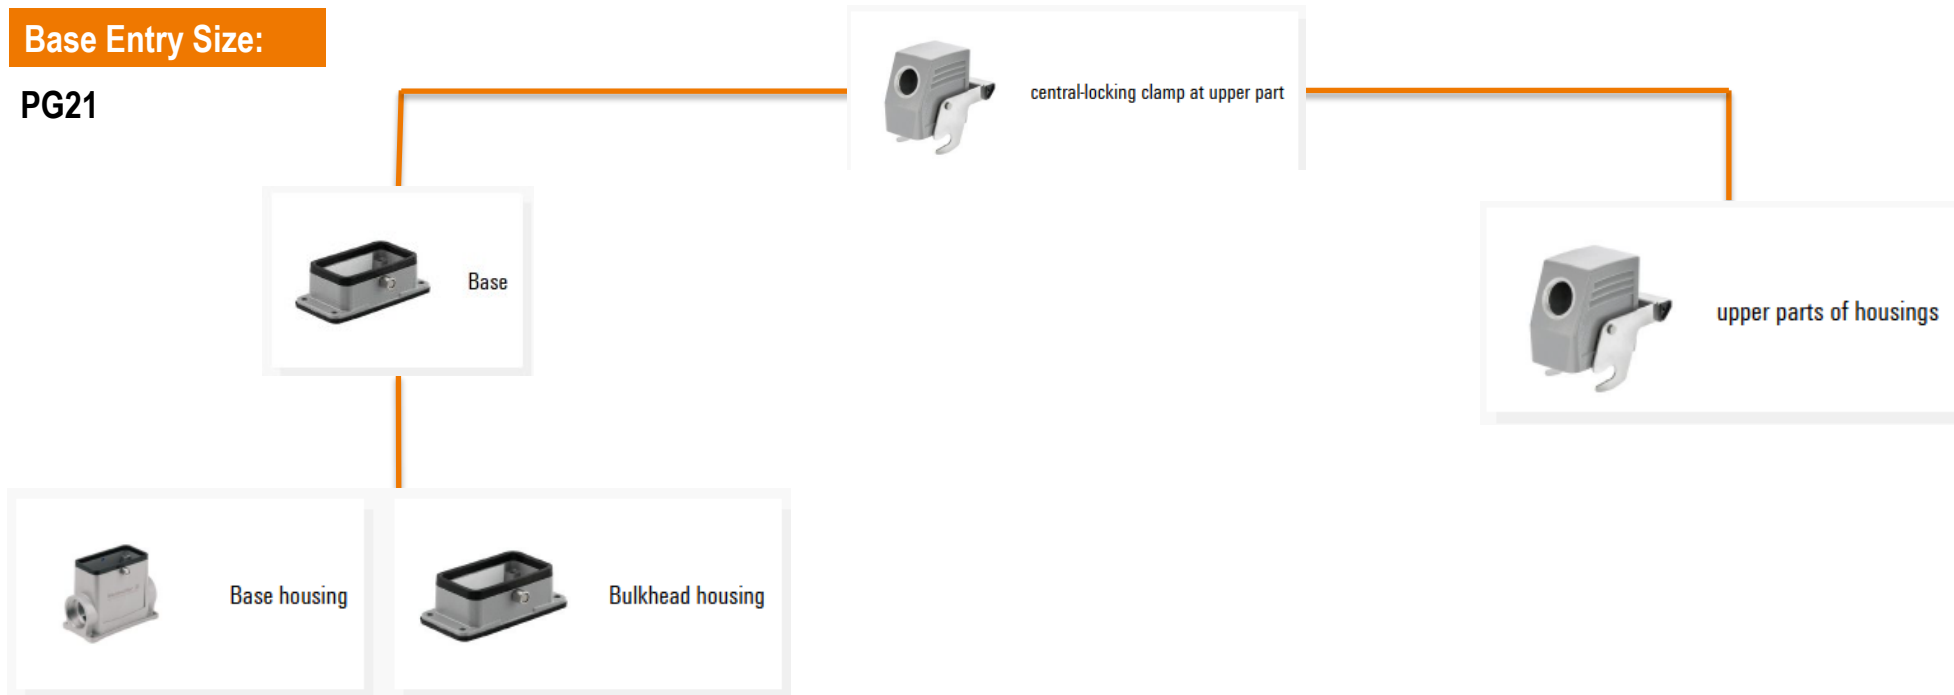 Base Entry Size:
PG21
central-locking clamp at upper part
Base
upper parts of housings
Base housing
Bulkhead housing